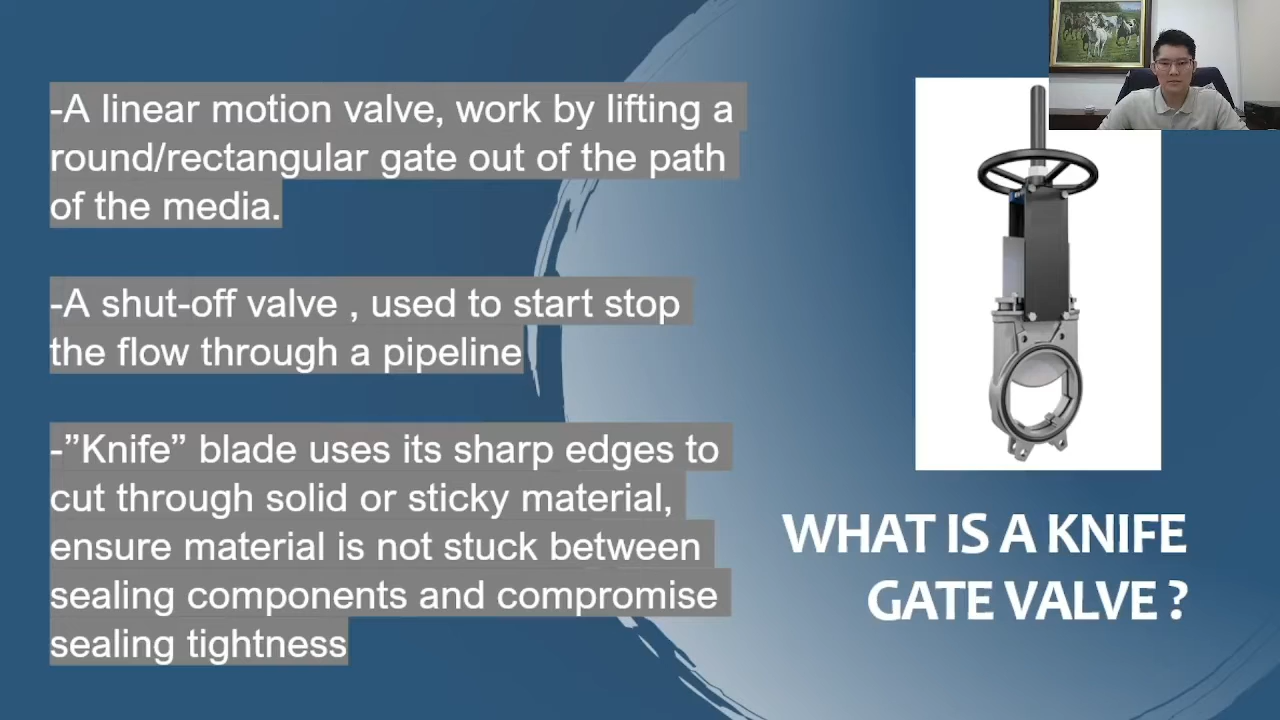 -A linear motion valve, work by lifting a
round/rectangular gate out of the path
of the media.
-A shut-off valve , used to start stop
the flow through a pipeline
-”Knife” blade uses its sharp edges to
cut through solid or sticky material,
ensure material is not stuck between
sealing components and compromise
sealing tightness
WHAT IS A KNIFE
GATE VALVE ?